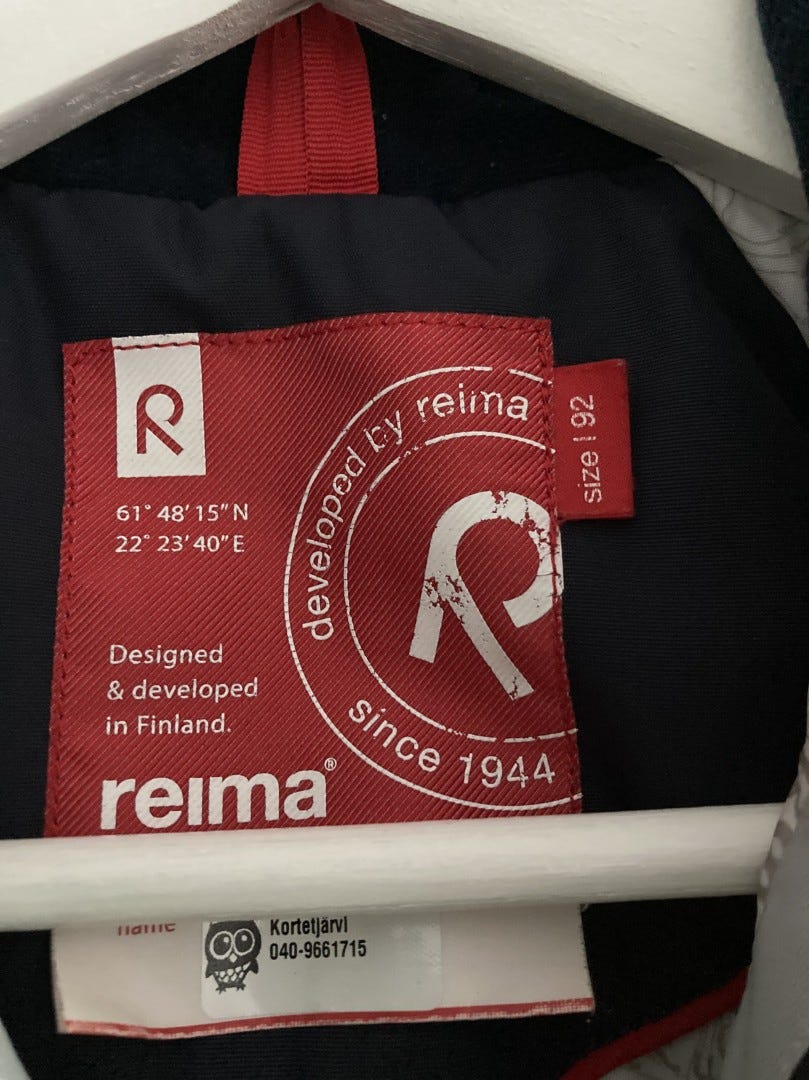 R
61° 48' 15" N
22° 23' 40" E
Designed
& developed
in Finland.
reima®
developed by reima
R
since 1944
size 92
name
Kortetjärvi
040-9661715